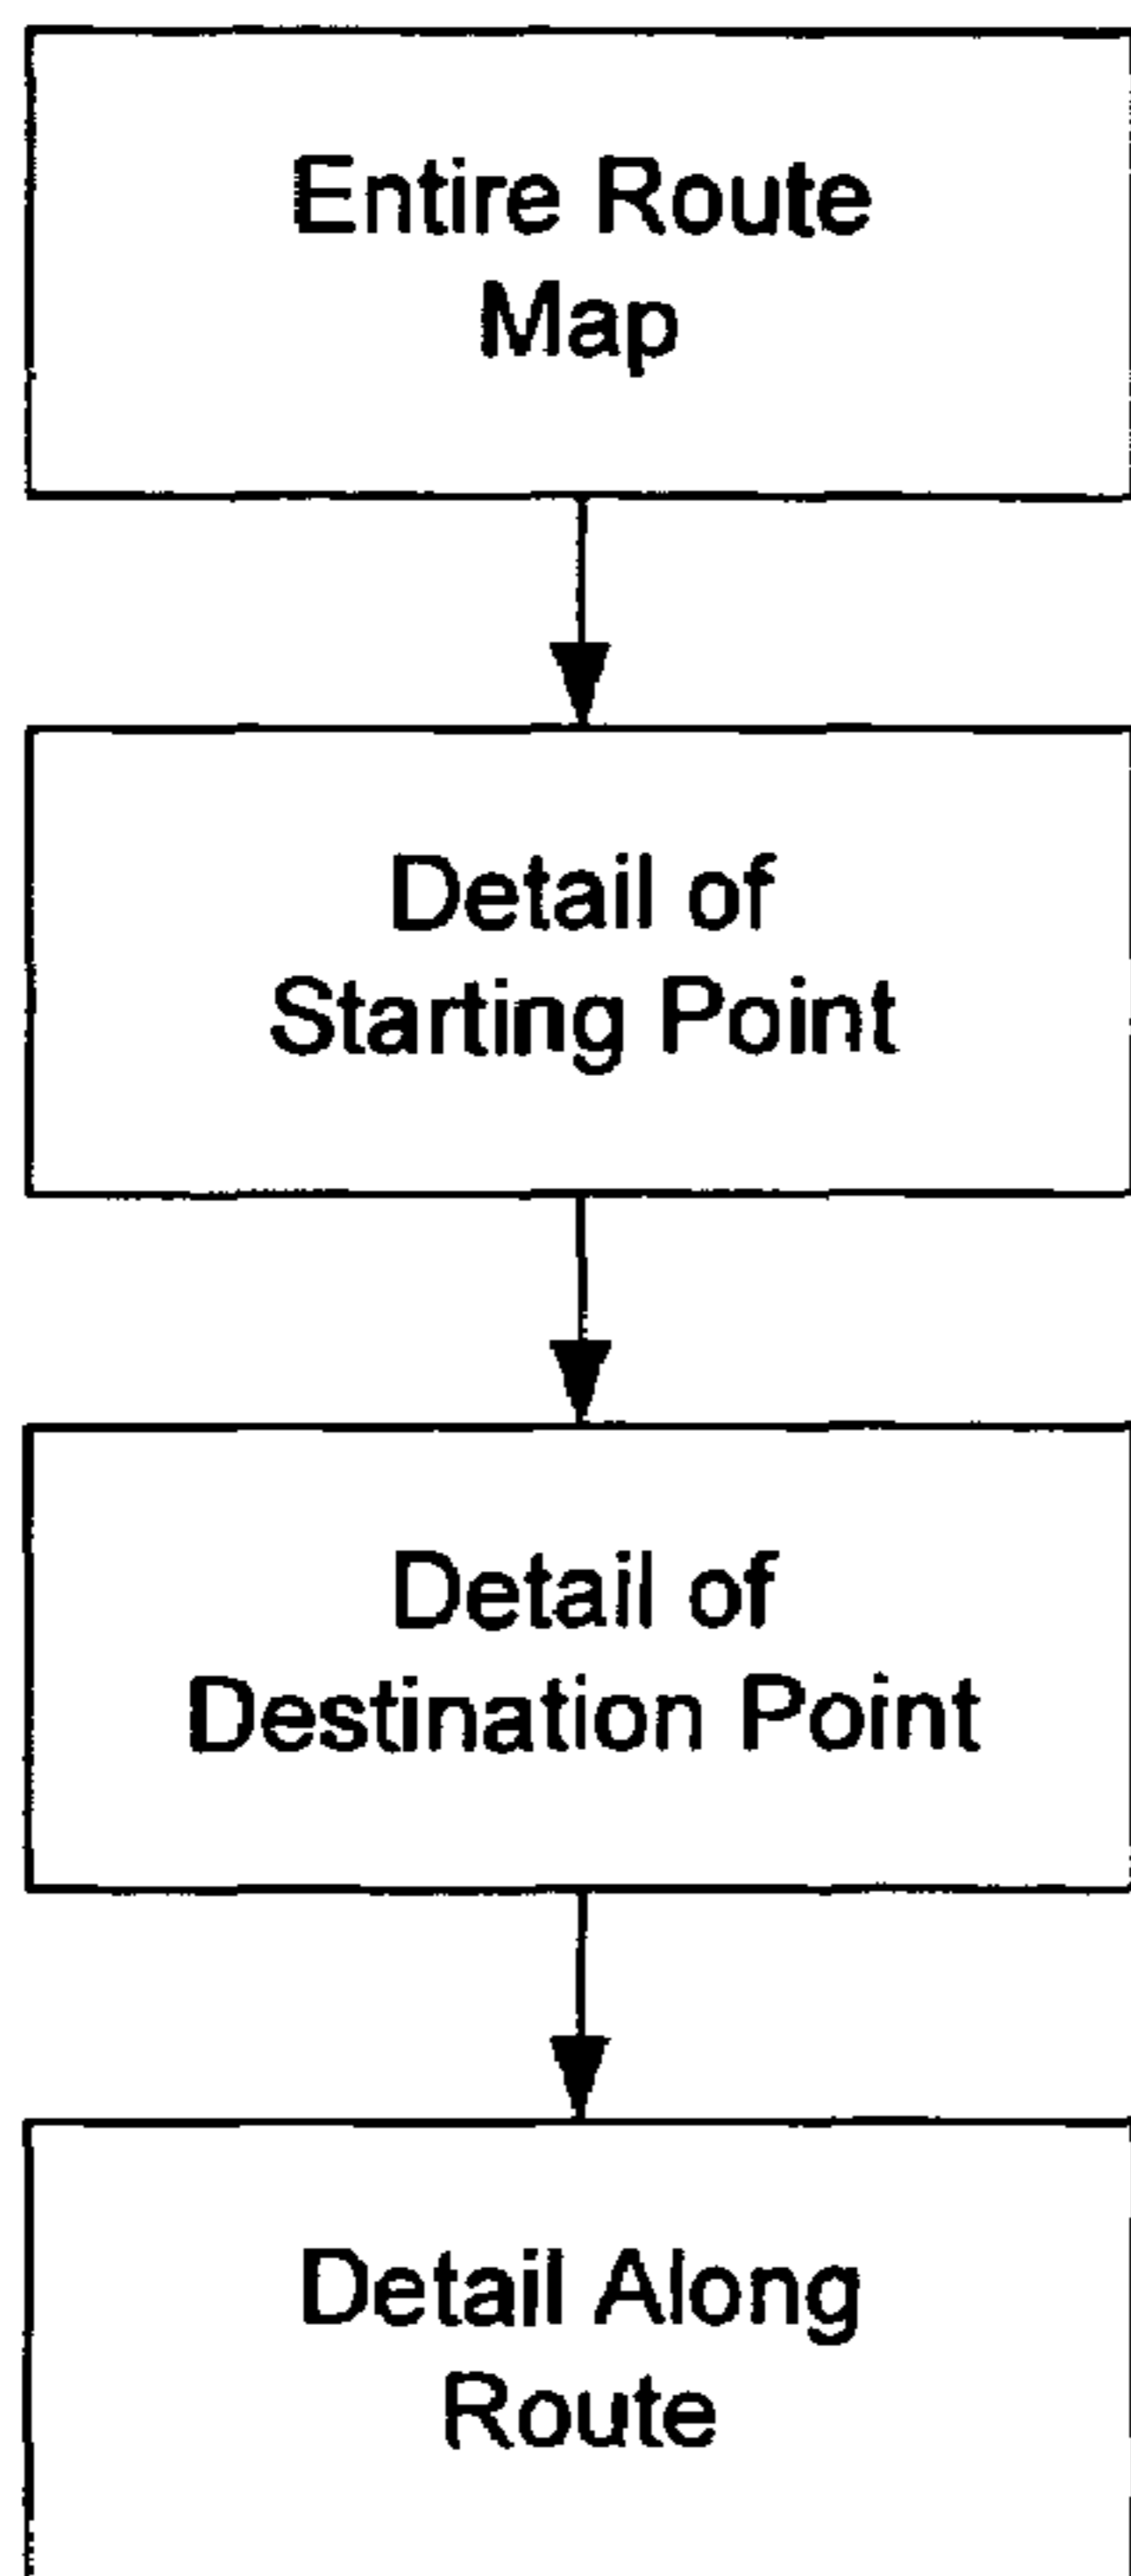 Entire Route
Map
Detail of
Starting Point
Detail of
Destination Point
Detail Along
Route